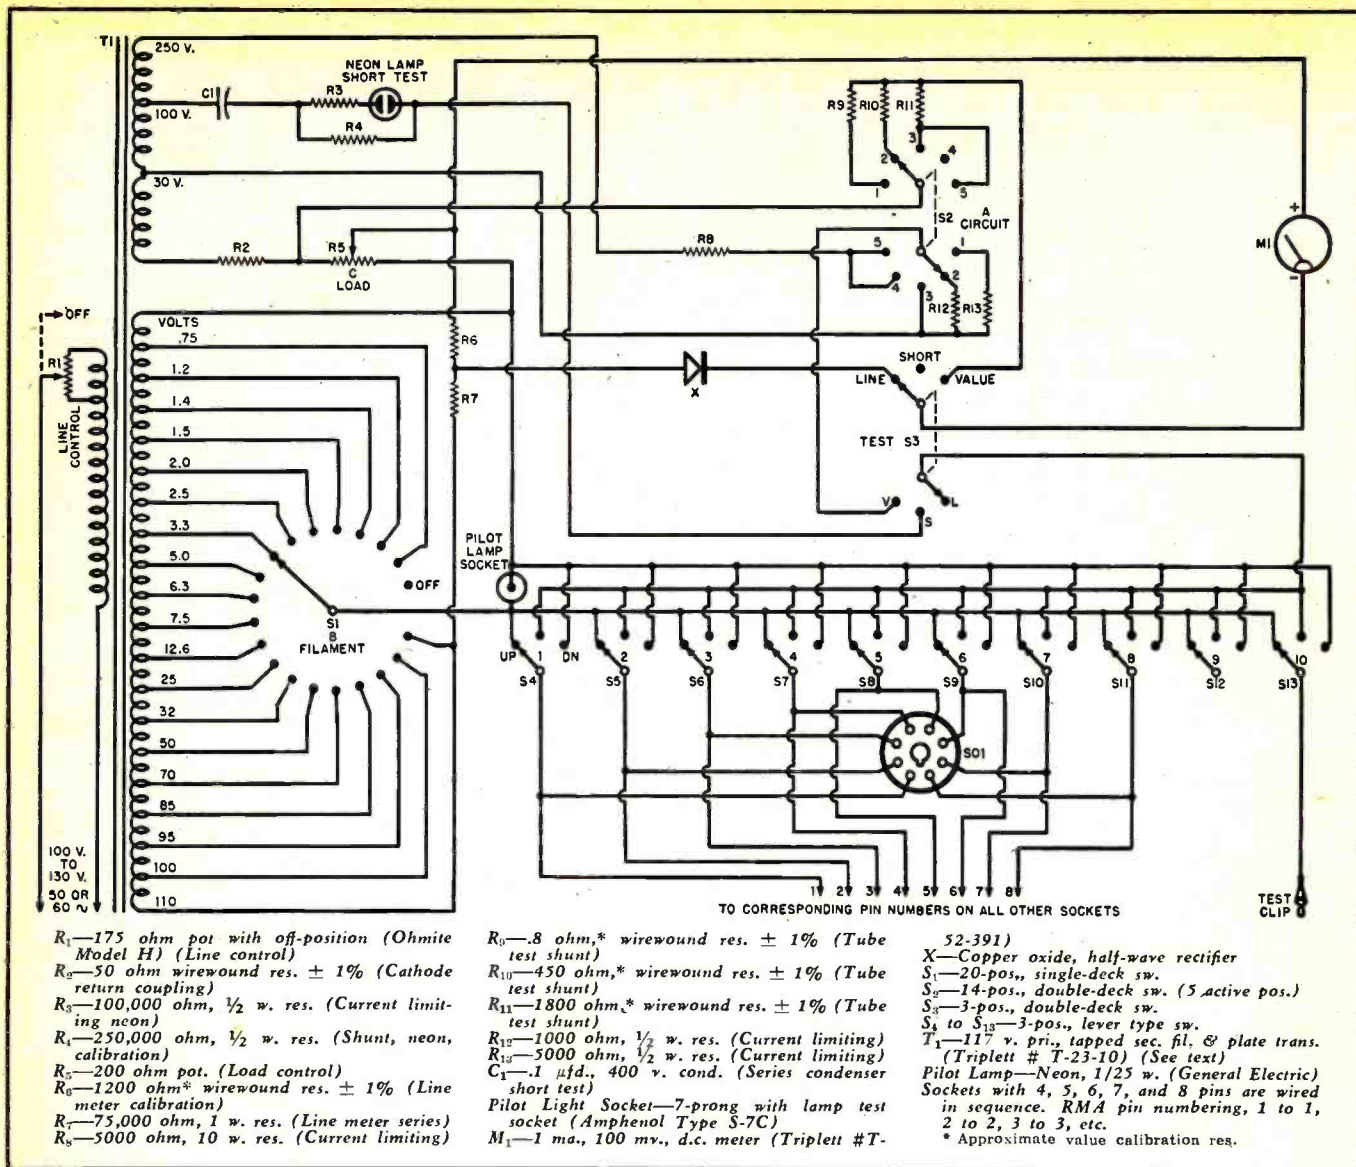 T1
250 V.
C1
100 V.
NEON LAMP
SHORT TEST
R3
R4
30 V.
R2
R5
C
LOAD
R9
R10
R11
3
2
4
1
5
S2
A
CIRCUIT
R8
5
1
4
2
3
R12
R13
M1
+
-
OFF
R1
LINE
CONTROL
100 V.
TO
130 V.
50 OR
60 ~
VOLTS
.75
1.2
1.4
1.5
2.0
2.5
3.3
5.0
6.3
7.5
12.6
25
32
50
70
85
95
100
110
OFF
S1
B
FILAMENT
R6
R7
X
SHORT
LINE
VALUE
TEST S3
V
L
S
PILOT
LAMP
SOCKET
UP
1
DN
2
3
4
5
6
7
8
9
10
S4
S5
S6
S7
S8
S9
S10
S11
S12
S13
SO1
1
2
3
4
5
6
7
8
TO CORRESPONDING PIN NUMBERS ON ALL OTHER SOCKETS
TEST
CLIP
R₁—175 ohm pot with off-position (Ohmite
Model H) (Line control)
R₂—50 ohm wirewound res. ± 1% (Cathode
return coupling)
R₃—100,000 ohm, ½ w. res. (Current limit-
ing neon)
R₄—250,000 ohm, ½ w. res. (Shunt, neon,
calibration)
R₅—200 ohm pot. (Load control)
R₆—1200 ohm* wirewound res. ± 1% (Line
meter calibration)
R₇—75,000 ohm, 1 w. res. (Line meter series)
R₈—5000 ohm, 10 w. res. (Current limiting)
R₉—.8 ohm,* wirewound res. ± 1% (Tube
test shunt)
R₁₀—450 ohm,* wirewound res. ± 1% (Tube
test shunt)
R₁₁—1800 ohm,* wirewound res. ± 1% (Tube
test shunt)
R₁₂—1000 ohm, ½ w. res. (Current limiting)
R₁₃—5000 ohm, ½ w. res. (Current limiting)
C₁—.1 μfd., 400 v. cond. (Series condenser
short test)
Pilot Light Socket—7-prong with lamp test
socket (Amphenol Type S-7C)
M₁—1 ma., 100 mv., d.c. meter (Triplett #T-
52-391)
X—Copper oxide, half-wave rectifier
S₁—20-pos., single-deck sw.
S₂—14-pos., double-deck sw. (5 active pos.)
S₃—3-pos., double-deck sw.
S₄ to S₁₃—3-pos., lever type sw.
T₁—117 v. pri., tapped sec. fil. & plate trans.
(Triplett # T-23-10) (See text)
Pilot Lamp—Neon, 1/25 w. (General Electric)
Sockets with 4, 5, 6, 7, and 8 pins are wired
in sequence. RMA pin numbering, 1 to 1,
2 to 2, 3 to 3, etc.
* Approximate value calibration res.